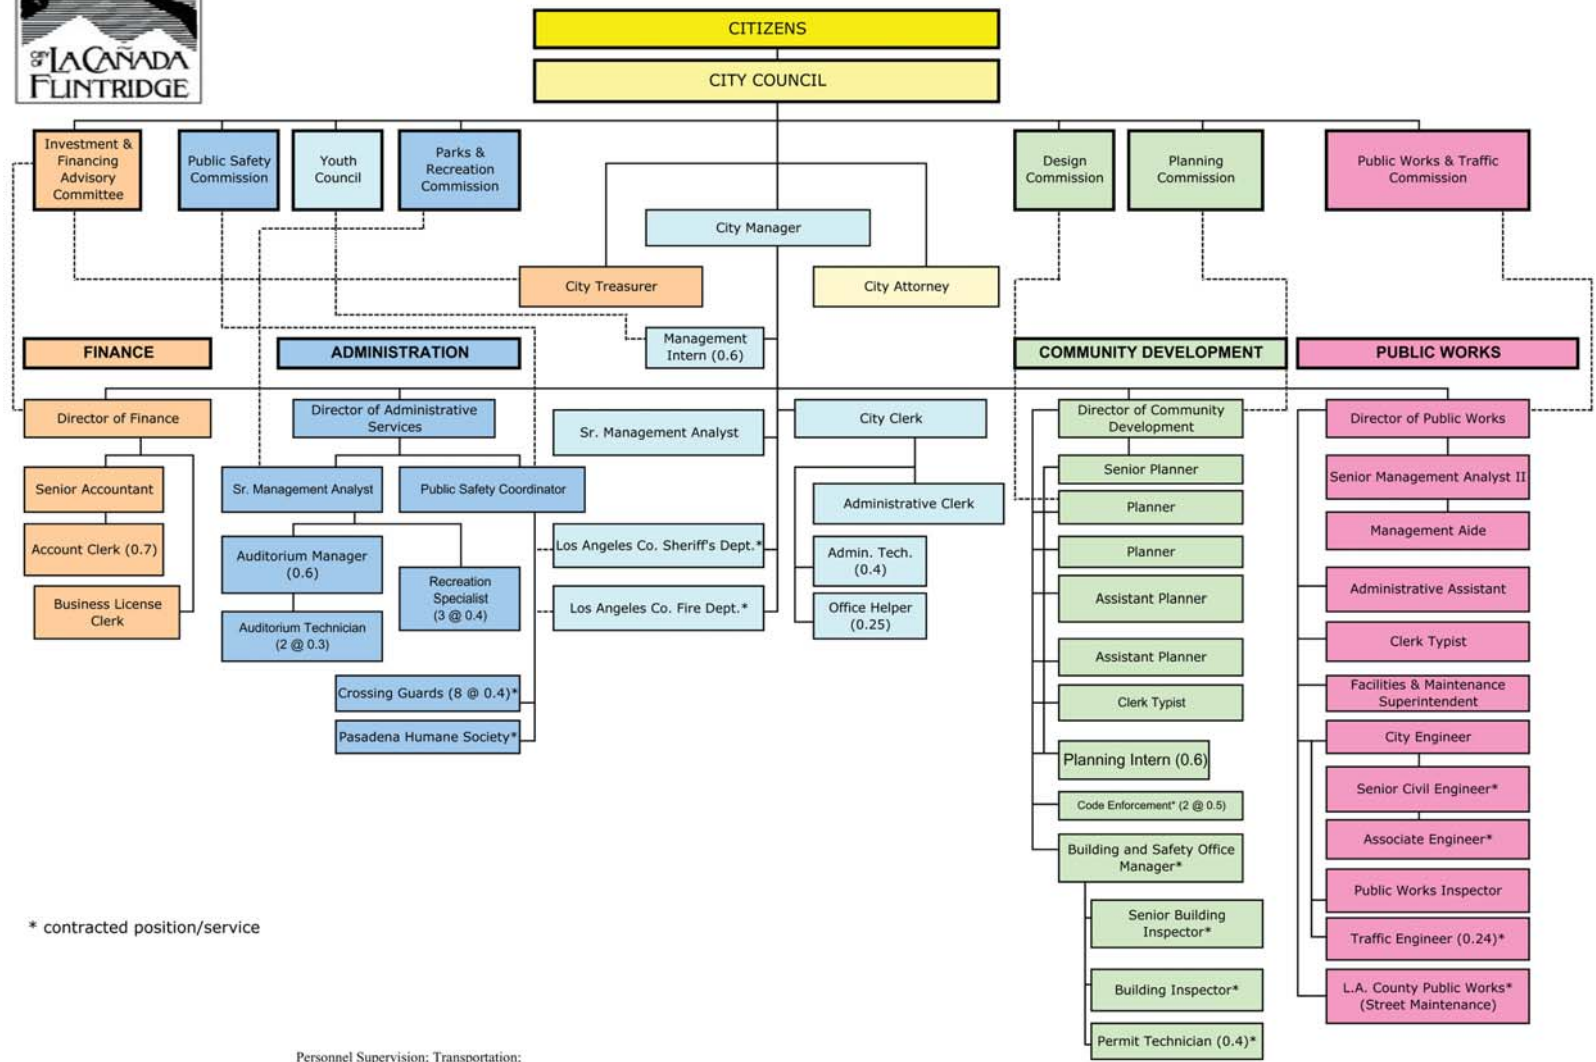 CITY OF LA CAÑADA
FLINTRIDGE
CITIZENS
CITY COUNCIL
Investment &
Financing
Advisory
Committee
Public Safety
Commission
Youth
Council
Parks &
Recreation
Commission
Design
Commission
Planning
Commission
Public Works & Traffic
Commission
City Manager
City Treasurer
City Attorney
Management
Intern (0.6)
FINANCE
ADMINISTRATION
COMMUNITY DEVELOPMENT
PUBLIC WORKS
Director of Finance
Senior Accountant
Account Clerk (0.7)
Business License
Clerk
Director of Administrative
Services
Sr. Management Analyst
Public Safety Coordinator
Auditorium Manager
(0.6)
Recreation
Specialist
(3 @ 0.4)
Auditorium Technician
(2 @ 0.3)
Crossing Guards (8 @ 0.4)*
Pasadena Humane Society*
Sr. Management Analyst
Los Angeles Co. Sheriff's Dept.*
Los Angeles Co. Fire Dept.*
City Clerk
Administrative Clerk
Admin. Tech.
(0.4)
Office Helper
(0.25)
Director of Community
Development
Senior Planner
Planner
Planner
Assistant Planner
Assistant Planner
Clerk Typist
Planning Intern (0.6)
Code Enforcement* (2 @ 0.5)
Building and Safety Office
Manager*
Senior Building
Inspector*
Building Inspector*
Permit Technician (0.4)*
Director of Public Works
Senior Management Analyst II
Management Aide
Administrative Assistant
Clerk Typist
Facilities & Maintenance
Superintendent
City Engineer
Senior Civil Engineer*
Associate Engineer*
Public Works Inspector
Traffic Engineer (0.24)*
L.A. County Public Works*
(Street Maintenance)
* contracted position/service
Personnel Supervision; Transportation;